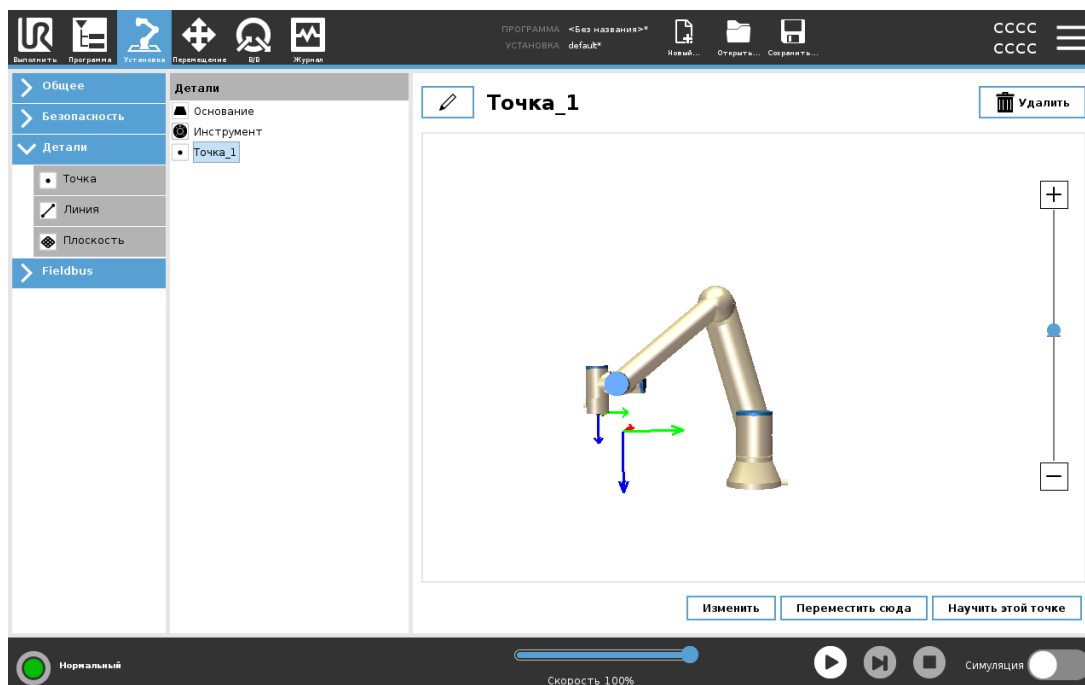 ПРОГРАММА <Без названия>*
УСТАНОВКА default*
CCCC
CCCC
Выполнить Программа Установка Перемещение В/В Журнал
Новый... Открыть... Сохранить...
Общее
Безопасность
Детали
Точка
Линия
Плоскость
Fieldbus
Детали
Основание
Инструмент
Точка_1
Точка_1
Удалить
Изменить
Переместить сюда
Научить этой точке
Нормальный
Скорость 100%
Симуляция